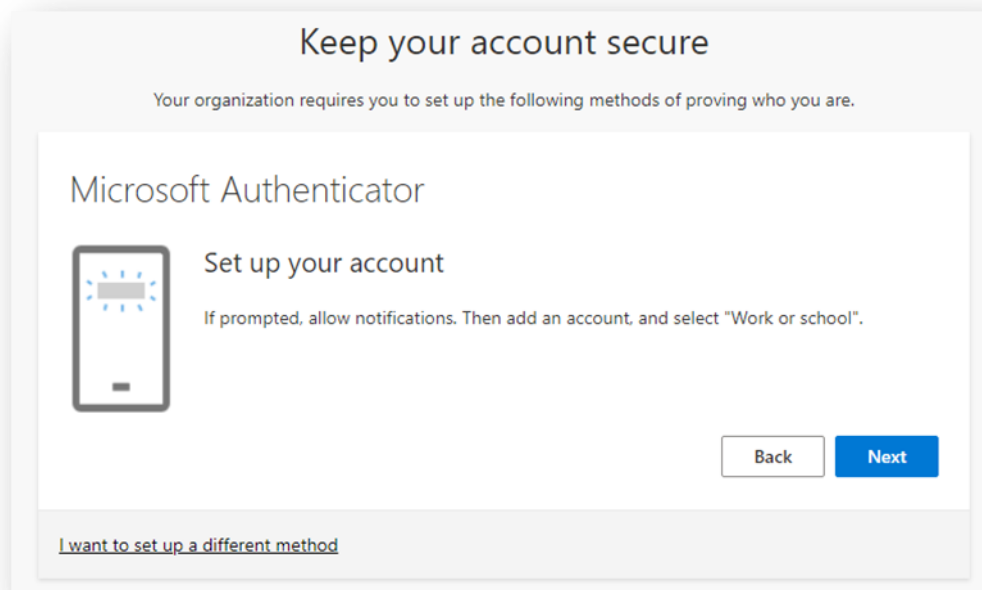 Keep your account secure
Your organization requires you to set up the following methods of proving who you are.
Microsoft Authenticator
Set up your account
If prompted, allow notifications. Then add an account, and select "Work or school".
Back
Next
I want to set up a different method